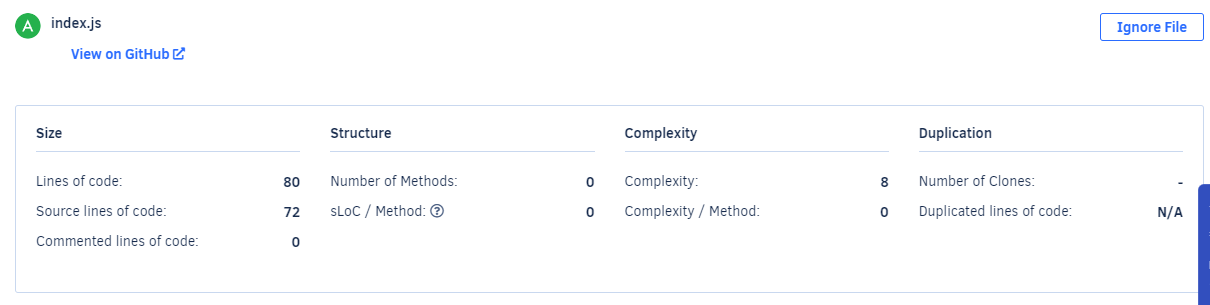 A index.js
Ignore File
View on GitHub
Size
Lines of code: 80
Source lines of code: 72
Commented lines of code: 0
Structure
Number of Methods: 0
sLoC / Method: ? 0
Complexity
Complexity: 8
Complexity / Method: 0
Duplication
Number of Clones: -
Duplicated lines of code: N/A